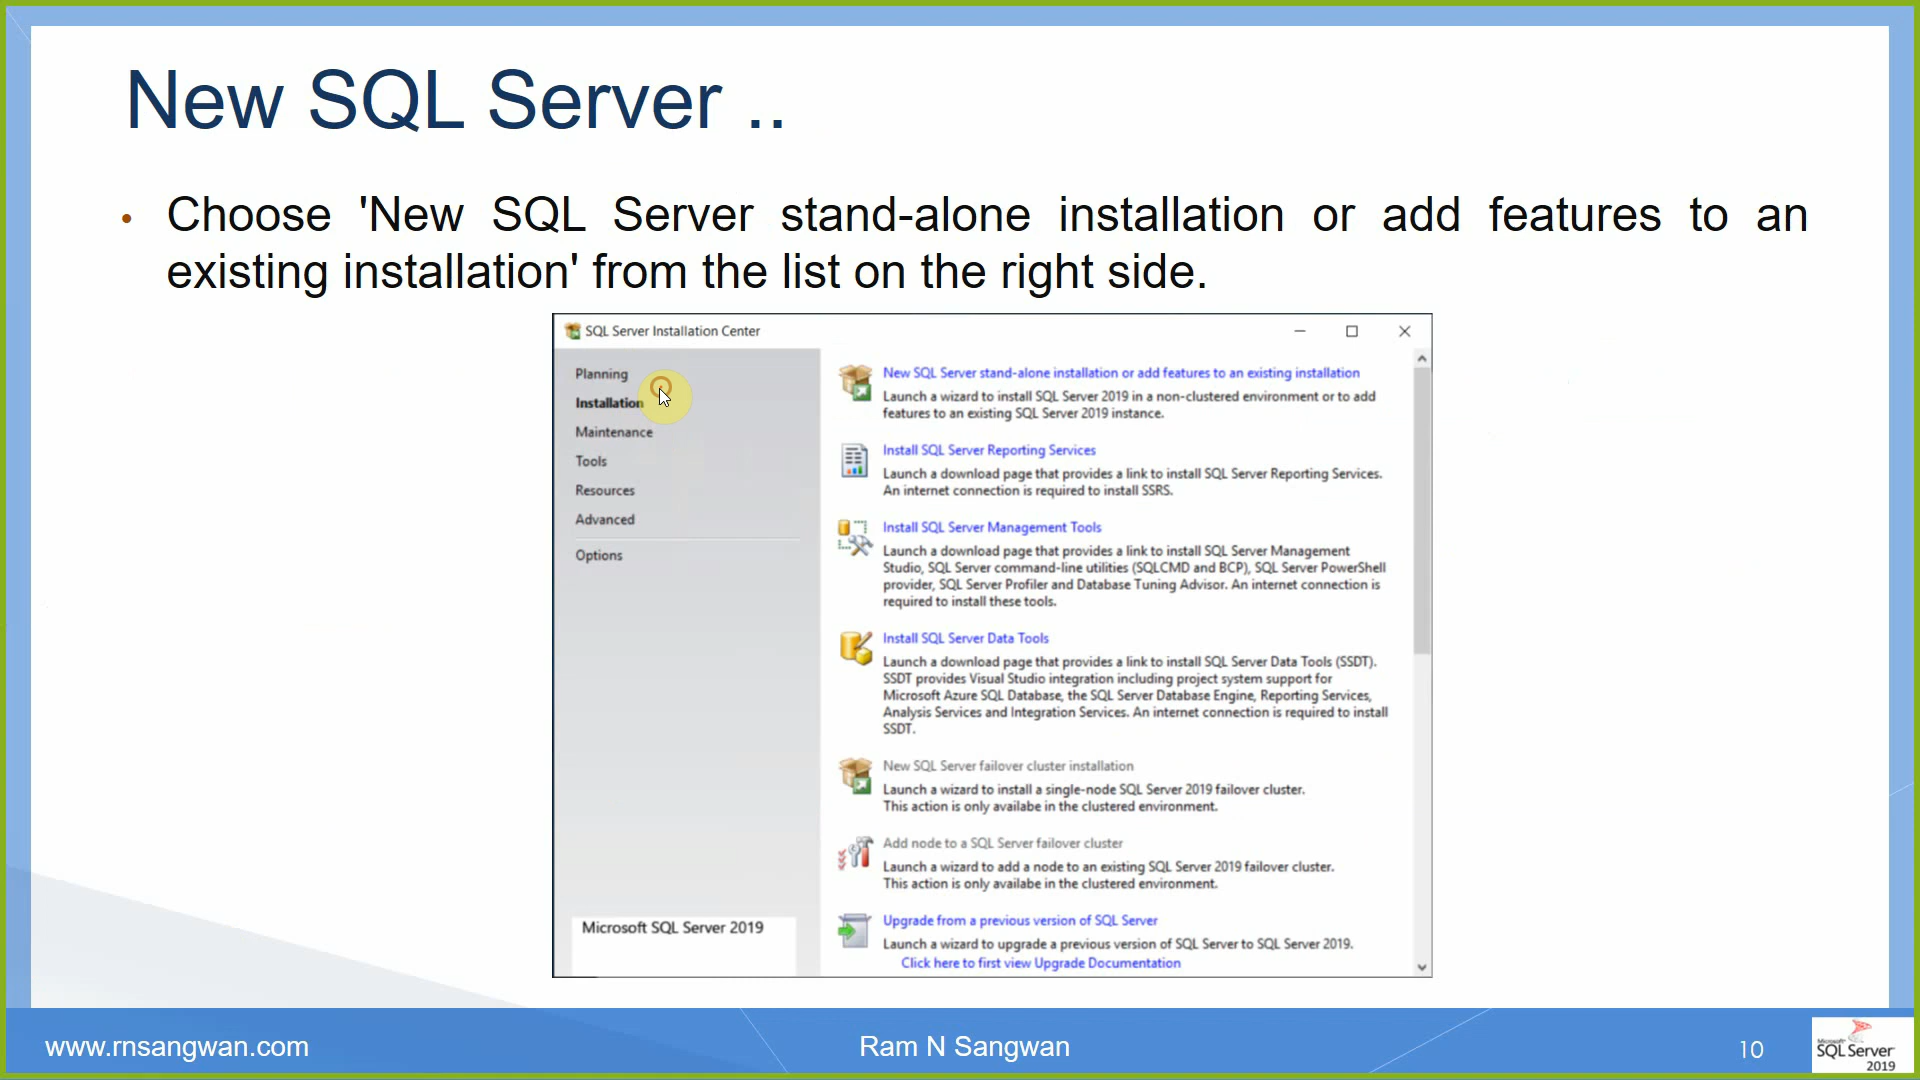 New SQL Server ..
• Choose 'New SQL Server stand-alone installation or add features to an
existing installation' from the list on the right side.
SQL Server Installation Center
Planning
Installation
Maintenance
Tools
Resources
Advanced
Options
Microsoft SQL Server 2019
New SQL Server stand-alone installation or add features to an existing installation
Launch a wizard to install SQL Server 2019 in a non-clustered environment or to add
features to an existing SQL Server 2019 instance.
Install SQL Server Reporting Services
Launch a download page that provides a link to install SQL Server Reporting Services.
An internet connection is required to install SSRS.
Install SQL Server Management Tools
Launch a download page that provides a link to install SQL Server Management
Studio, SQL Server command-line utilities (SQLCMD and BCP), SQL Server PowerShell
provider, SQL Server Profiler and Database Tuning Advisor. An internet connection is
required to install these tools.
Install SQL Server Data Tools
Launch a download page that provides a link to install SQL Server Data Tools (SSDT).
SSDT provides Visual Studio integration including project system support for
Microsoft Azure SQL Database, the SQL Server Database Engine, Reporting Services,
Analysis Services and Integration Services. An internet connection is required to install
SSDT.
New SQL Server failover cluster installation
Launch a wizard to install a single-node SQL Server 2019 failover cluster.
This action is only availabe in the clustered environment.
Add node to a SQL Server failover cluster
Launch a wizard to add a node to an existing SQL Server 2019 failover cluster.
This action is only availabe in the clustered environment.
Upgrade from a previous version of SQL Server
Launch a wizard to upgrade a previous version of SQL Server to SQL Server 2019.
Click here to first view Upgrade Documentation
www.rnsangwan.com
Ram N Sangwan
10
Microsoft
SQL Server
2019